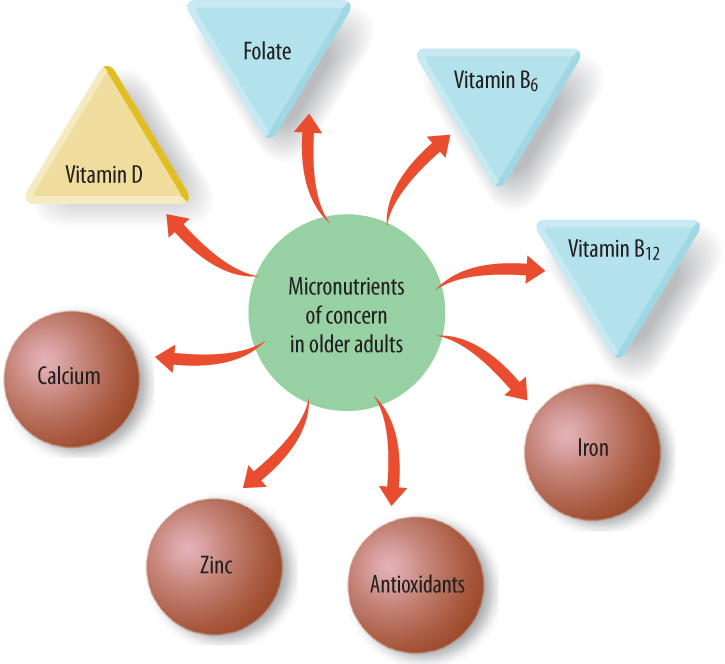 Folate
Vitamin B₆
Vitamin D
Vitamin B₁₂
Micronutrients
of concern
in older adults
Calcium
Iron
Zinc
Antioxidants